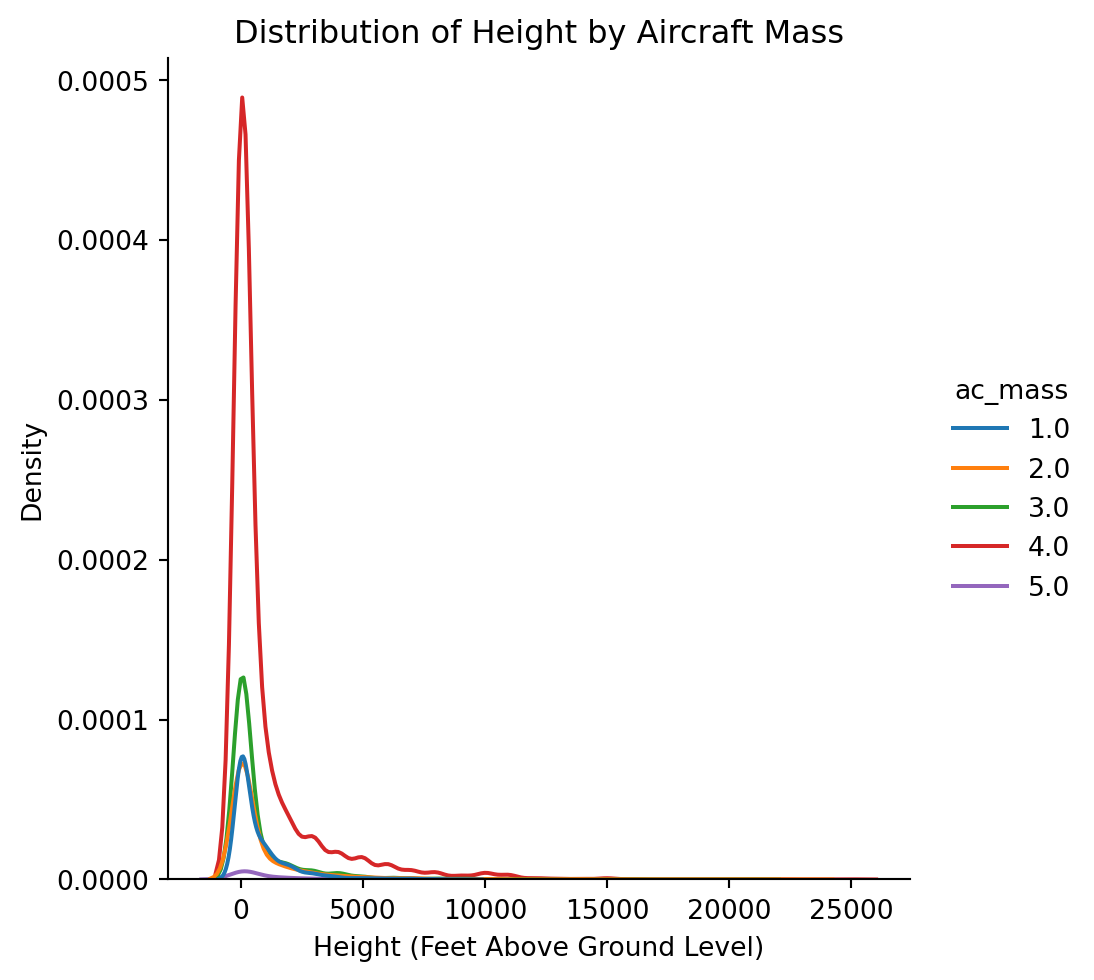 Distribution of Height by Aircraft Mass
0.0005
0.0004
0.0003
0.0002
0.0001
0.0000
Density
0 5000 10000 15000 20000 25000
Height (Feet Above Ground Level)
ac_mass
1.0
2.0
3.0
4.0
5.0